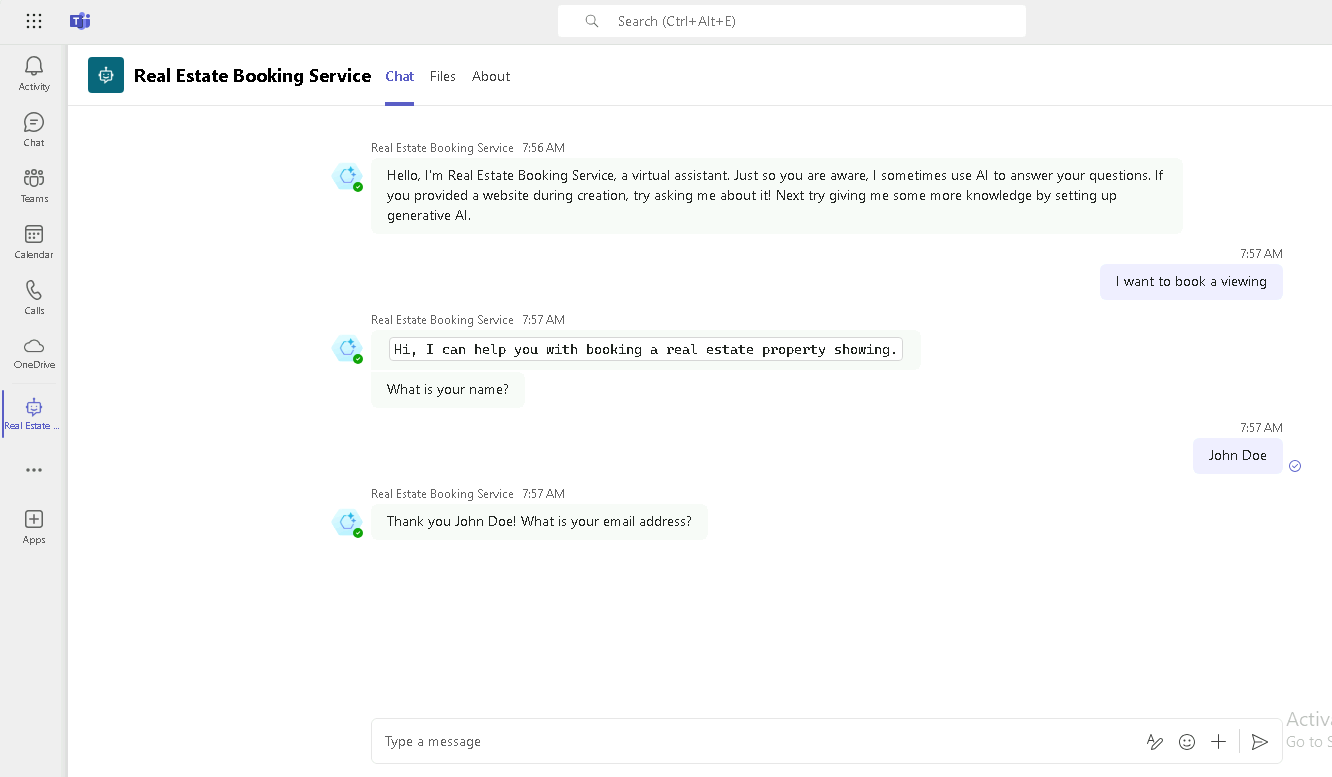 Search (Ctrl+Alt+E)
Activity
Chat
Teams
Calendar
Calls
OneDrive
Real Estate ...
Apps
Real Estate Booking Service Chat Files About
Real Estate Booking Service 7:56 AM
Hello, I'm Real Estate Booking Service, a virtual assistant. Just so you are aware, I sometimes use AI to answer your questions. If
you provided a website during creation, try asking me about it! Next try giving me some more knowledge by setting up
generative AI.
7:57 AM
I want to book a viewing
Real Estate Booking Service 7:57 AM
Hi, I can help you with booking a real estate property showing.
What is your name?
7:57 AM
John Doe
Real Estate Booking Service 7:57 AM
Thank you John Doe! What is your email address?
Type a message
Activa
Go to S